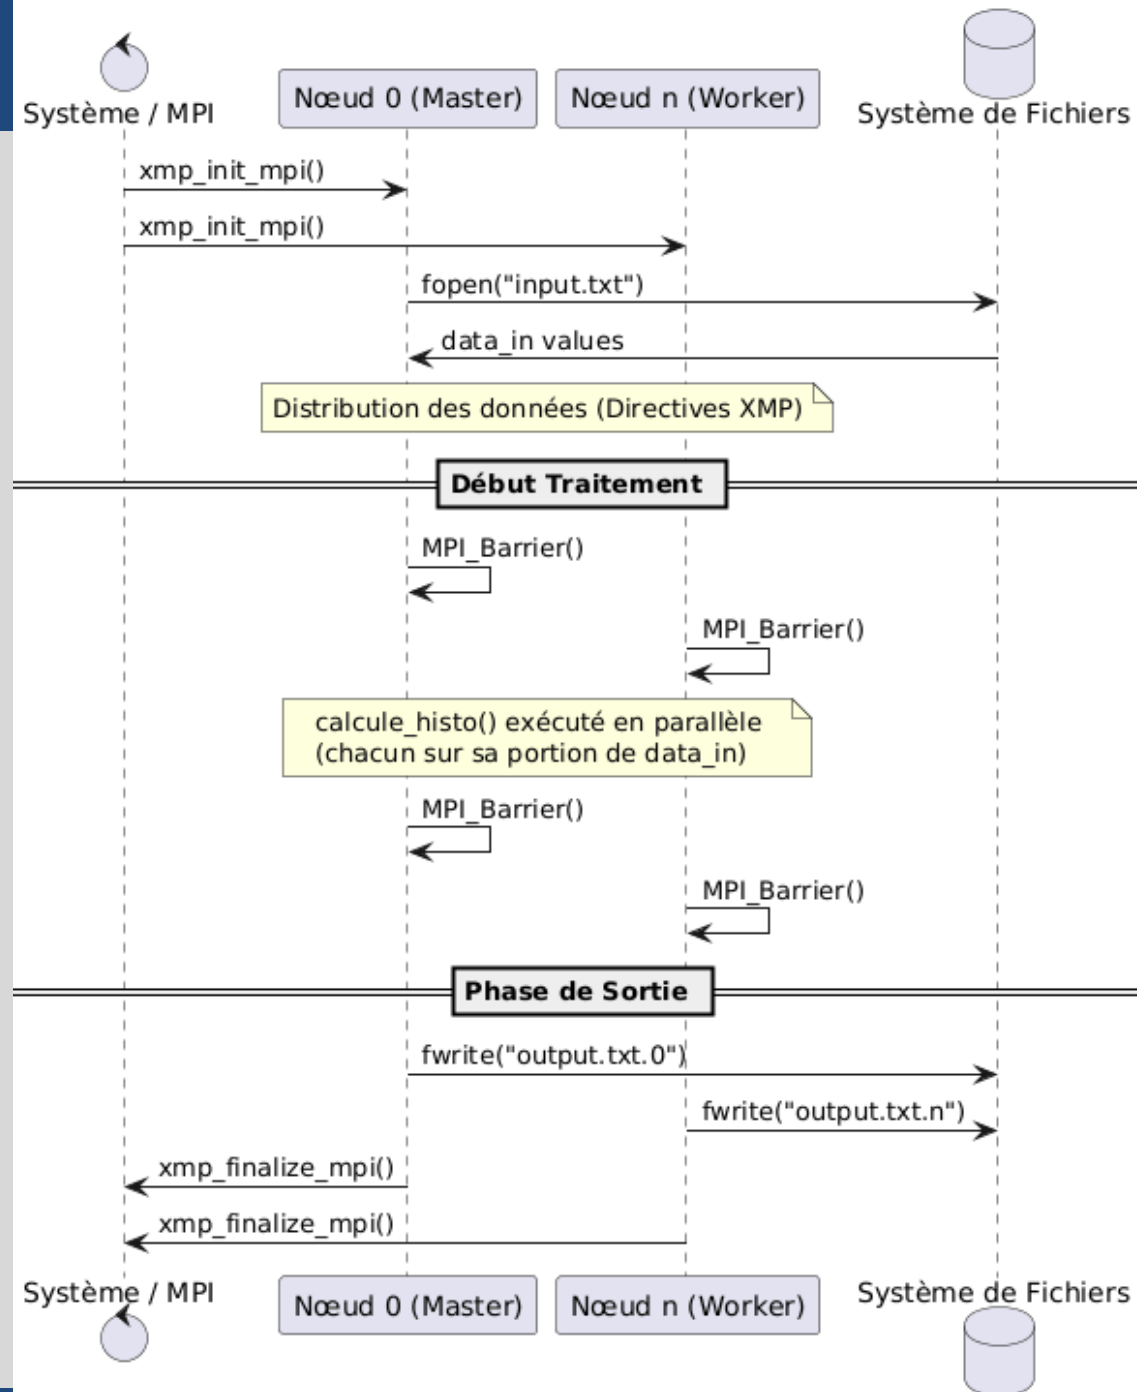 Système / MPI
Nœud 0 (Master)
Nœud n (Worker)
Système de Fichiers
xmp_init_mpi()
xmp_init_mpi()
fopen("input.txt")
data_in values
Distribution des données (Directives XMP)
Début Traitement
MPI_Barrier()
MPI_Barrier()
calcule_histo() exécuté en parallèle
(chacun sur sa portion de data_in)
MPI_Barrier()
MPI_Barrier()
Phase de Sortie
fwrite("output.txt.0")
fwrite("output.txt.n")
xmp_finalize_mpi()
xmp_finalize_mpi()
Système / MPI
Nœud 0 (Master)
Nœud n (Worker)
Système de Fichiers